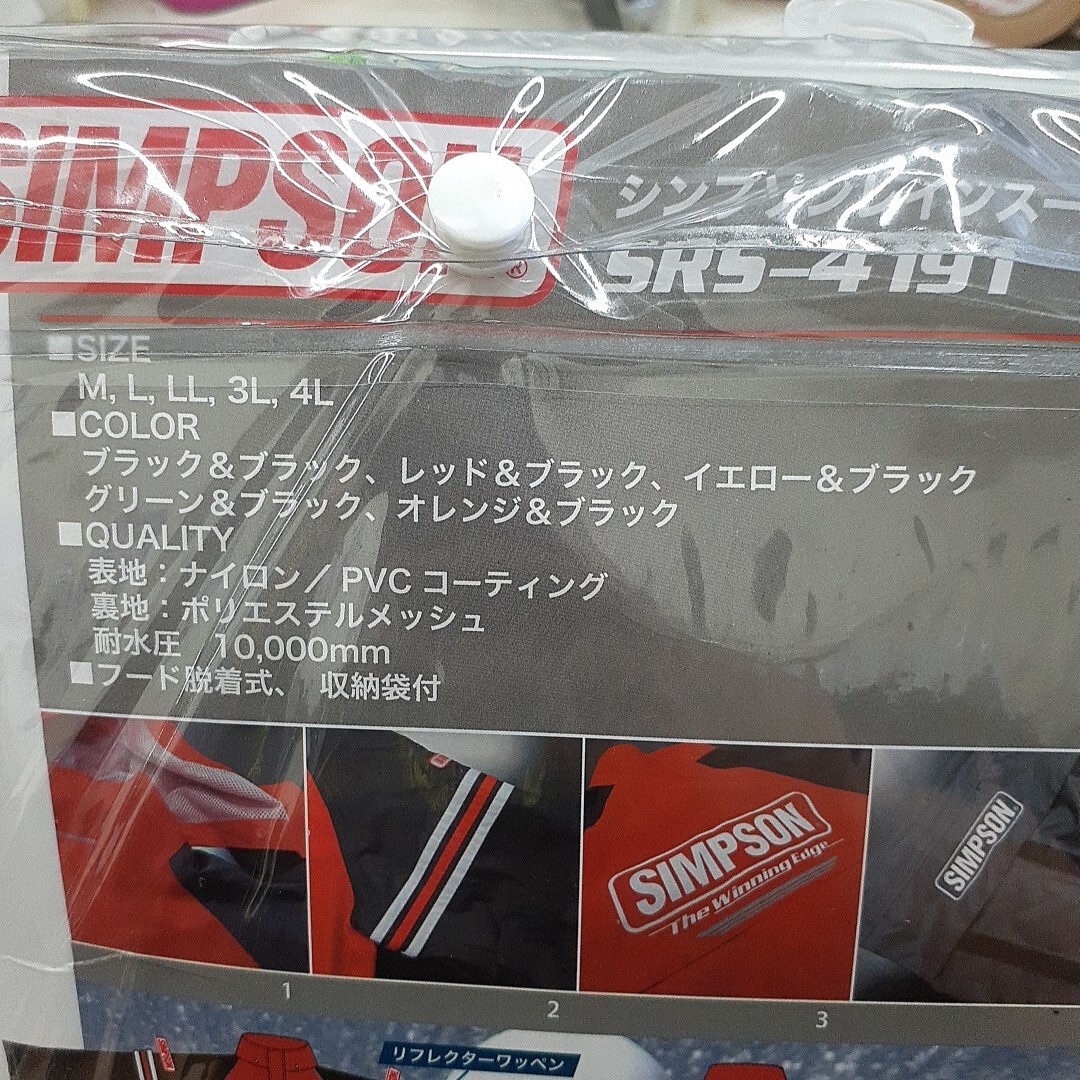 SIMPSON
®
シンプソンレインスー
SRS-4191
■SIZE
M, L, LL, 3L, 4L
■COLOR
ブラック＆ブラック、レッド＆ブラック、イエロー＆ブラック
グリーン＆ブラック、オレンジ＆ブラック
■QUALITY
表地：ナイロン／PVCコーティング
裏地：ポリエステルメッシュ
耐水圧　10,000mm
■フード脱着式、　収納袋付
SIMPSON
The Winning Edge
SIMPSON
1
2
3
リフレクターワッペン